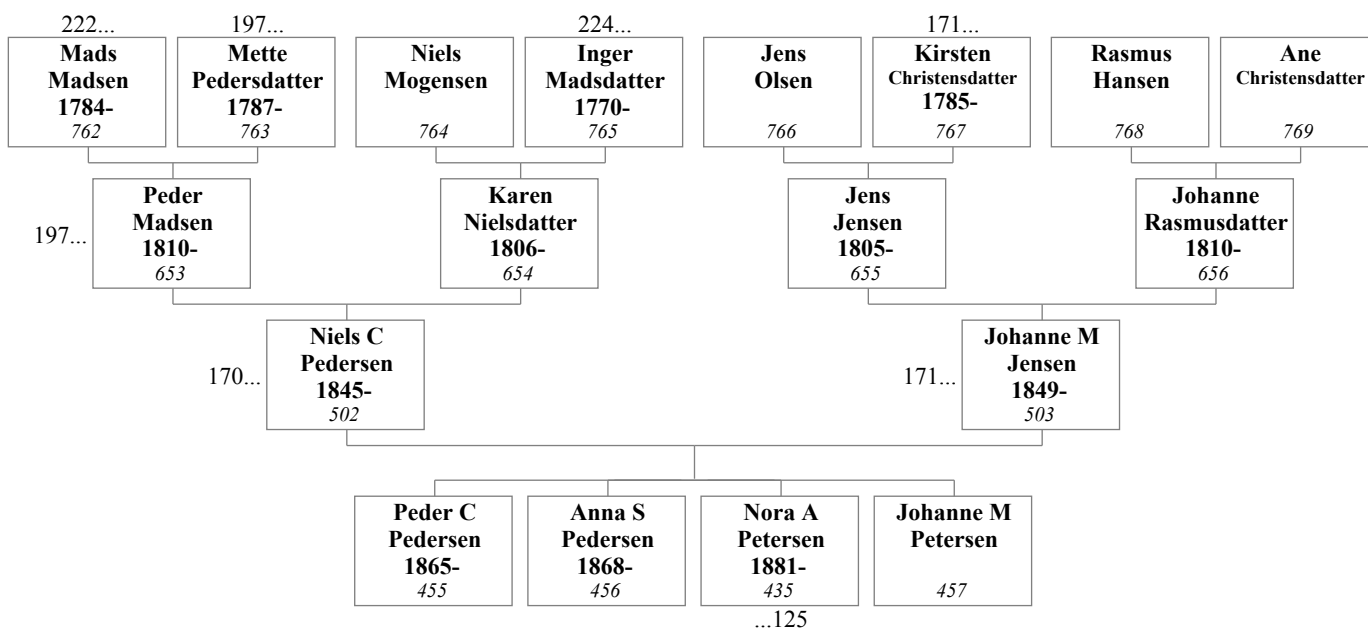 222...
197...
224...
171...
Mads
Madsen
1784-
762
Mette
Pedersdatter
1787-
763
Niels
Mogensen
764
Inger
Madsdatter
1770-
765
Jens
Olsen
766
Kirsten
Christensdatter
1785-
767
Rasmus
Hansen
768
Ane
Christensdatter
769
197...
Peder
Madsen
1810-
653
Karen
Nielsdatter
1806-
654
Jens
Jensen
1805-
655
Johanne
Rasmusdatter
1810-
656
170...
Niels C
Pedersen
1845-
502
171...
Johanne M
Jensen
1849-
503
Peder C
Pedersen
1865-
455
Anna S
Pedersen
1868-
456
Nora A
Petersen
1881-
435
Johanne M
Petersen
457
...125